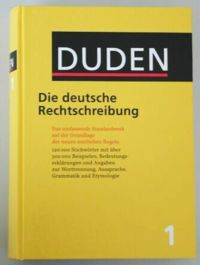 DUDEN
Die deutsche
Rechtschreibung
Das umfassende Standardwerk
auf der Grundlage
der neuen amtlichen Regeln
120 000 Stichwörter mit über
500 000 Beispielen, Bedeutungs-
erklärungen und Angaben
zur Worttrennung, Aussprache,
Grammatik und Etymologie
1